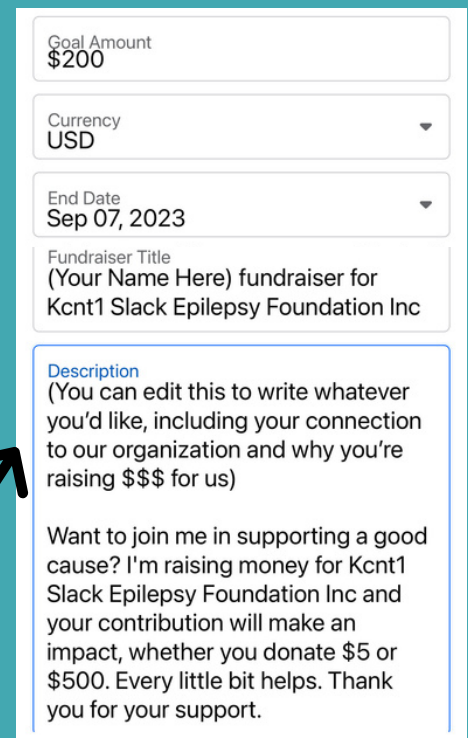 Goal Amount
$200
Currency
USD
End Date
Sep 07, 2023
Fundraiser Title
(Your Name Here) fundraiser for
Kcnt1 Slack Epilepsy Foundation Inc
Description
(You can edit this to write whatever
you’d like, including your connection
to our organization and why you’re
raising $$$ for us)
Want to join me in supporting a good
cause? I'm raising money for Kcnt1
Slack Epilepsy Foundation Inc and
your contribution will make an
impact, whether you donate $5 or
$500. Every little bit helps. Thank
you for your support.